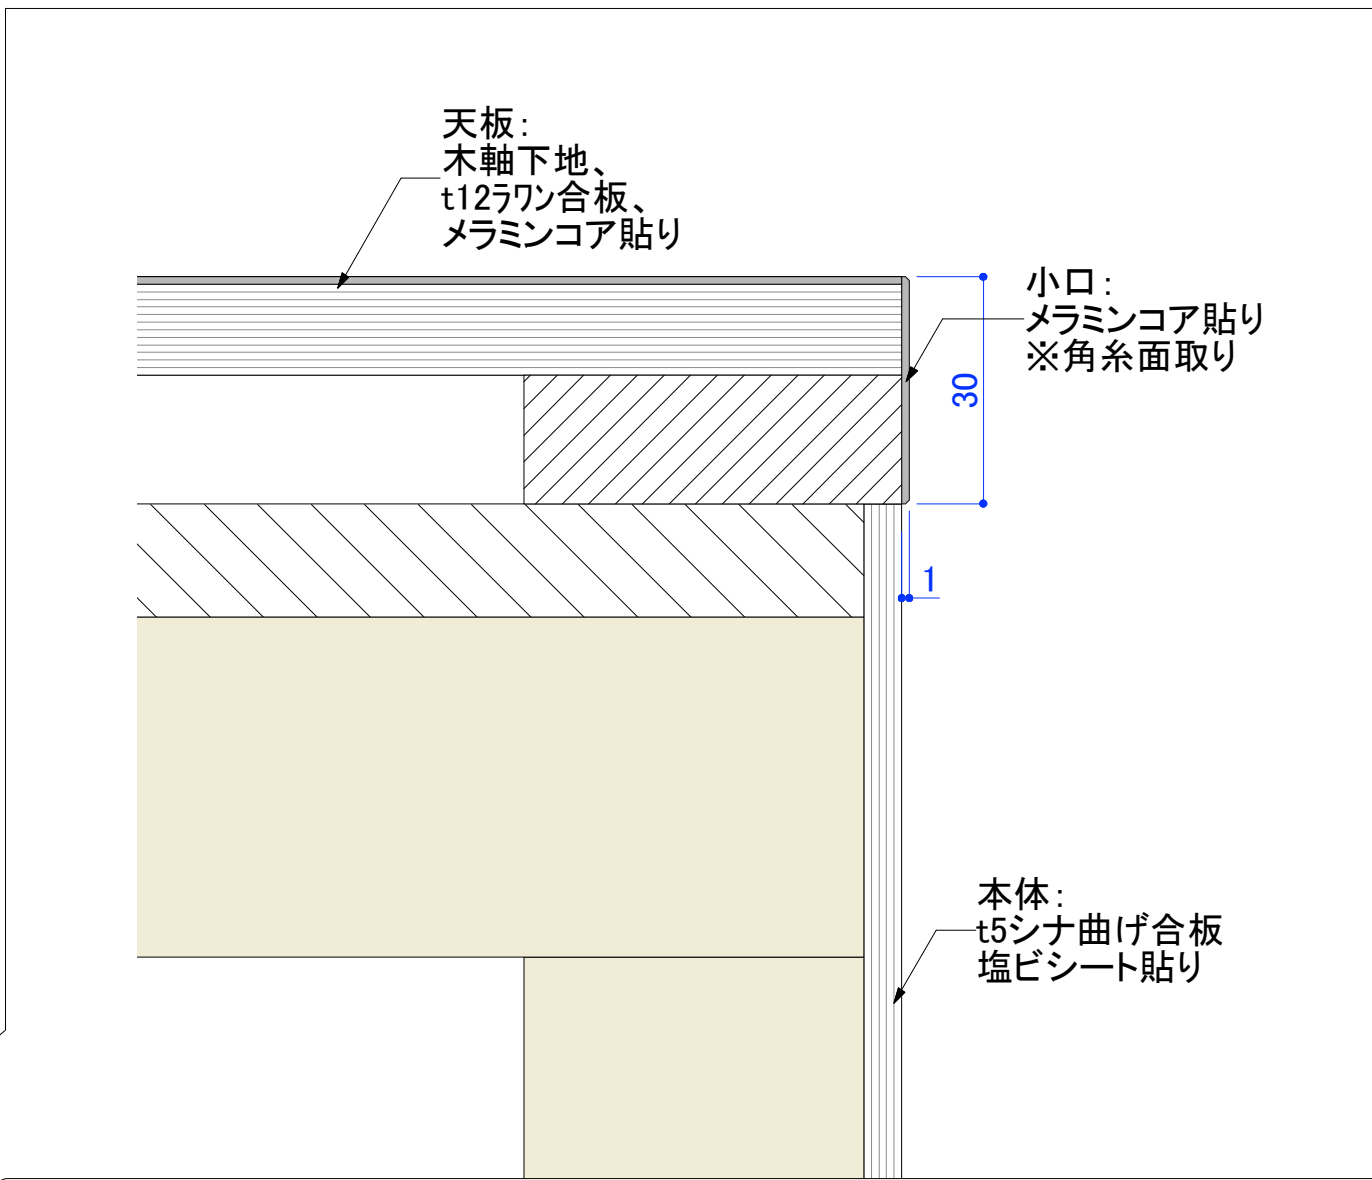 天板：
木軸下地、
t12ﾗﾜﾝ合板、
メラミンコア貼り
小口：
メラミンコア貼り
※角糸面取り
30
1
本体：
t5シナ曲げ合板
塩ビシート貼り